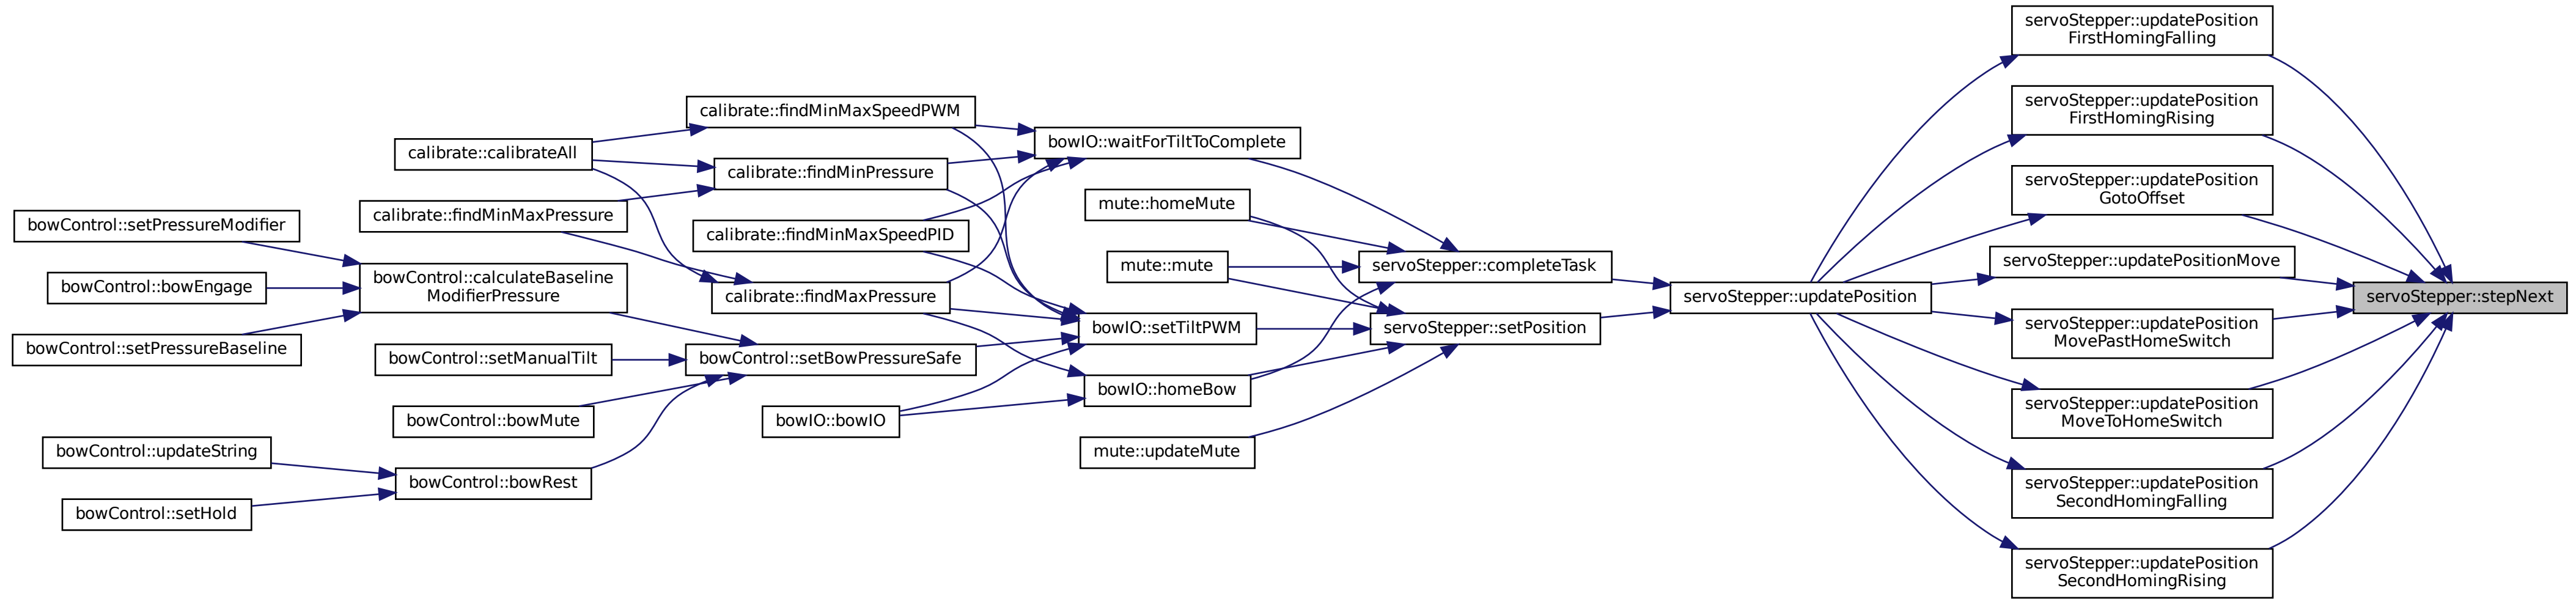 servoStepper::updatePosition
FirstHomingFalling
servoStepper::updatePosition
FirstHomingRising
calibrate::findMinMaxSpeedPWM
bowIO::waitForTiltToComplete
calibrate::calibrateAll
calibrate::findMinPressure
servoStepper::updatePosition
GotoOffset
mute::homeMute
calibrate::findMinMaxPressure
bowControl::setPressureModifier
calibrate::findMinMaxSpeedPID
servoStepper::updatePositionMove
mute::mute
servoStepper::completeTask
bowControl::calculateBaseline
ModifierPressure
bowControl::bowEngage
calibrate::findMaxPressure
servoStepper::updatePosition
servoStepper::stepNext
bowIO::setTiltPWM
servoStepper::setPosition
servoStepper::updatePosition
MovePastHomeSwitch
bowControl::setPressureBaseline
bowControl::setManualTilt
bowControl::setBowPressureSafe
bowIO::homeBow
servoStepper::updatePosition
MoveToHomeSwitch
bowControl::bowMute
bowIO::bowIO
bowControl::updateString
mute::updateMute
bowControl::bowRest
servoStepper::updatePosition
SecondHomingFalling
bowControl::setHold
servoStepper::updatePosition
SecondHomingRising